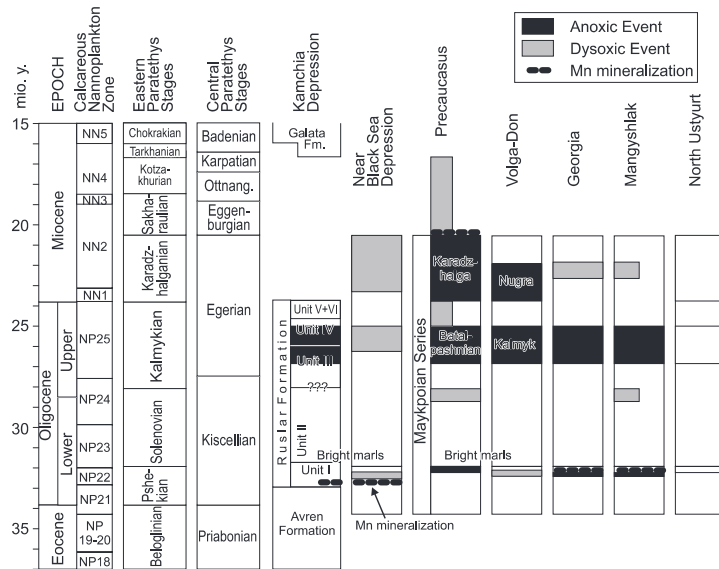 Anoxic Event
Dysoxic Event
Mn mineralization
mio. y.
EPOCH
Calcareous
Nannoplankton
Zone
Eastern
Paratethys
Stages
Central
Paratethys
Stages
Kamchia
Depression
Near
Black Sea
Depression
Precaucasus
Volga-Don
Georgia
Mangyshlak
North Ustyurt
15
20
25
30
35
Miocene
Oligocene
Upper
Lower
Eocene
NN5
NN4
NN3
NN2
NN1
NP25
NP24
NP23
NP22
NP21
NP
19-20
NP18
Chokrakian
Tarkhanian
Kotza-
khurian
Sakha-
raulian
Karadz-
halganian
Kalmykian
Solenovian
Pshe-
kian
Beloglinian
Badenian
Karpatian
Ottnang.
Eggen-
burgian
Egerian
Kiscellian
Priabonian
Galata
Fm.
Ruslar Formation
Unit V+VI
Unit IV
Unit III
???
Unit II
Unit I
Avren
Formation
Bright marls
Mn mineralization
Maykpoian Series
Karadz-
halga
Batal-
pashnian
Bright marls
Nugra
Kalmyk